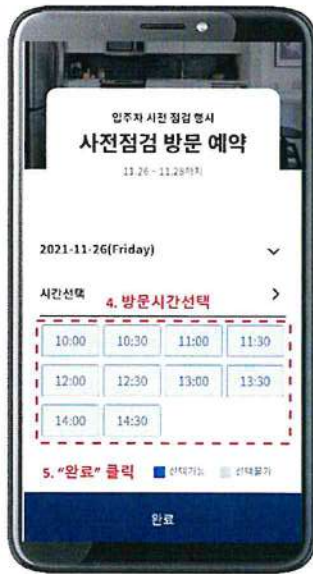 입주자 사전 점검 행사
사전점검 방문 예약
11.26 - 11.28까지
2021-11-26(Friday)
시간선택
4. 방문시간선택
10:00 10:30 11:00 11:30
12:00 12:30 13:00 13:30
14:00 14:30
5. "완료" 클릭
선택가능 선택불가
완료